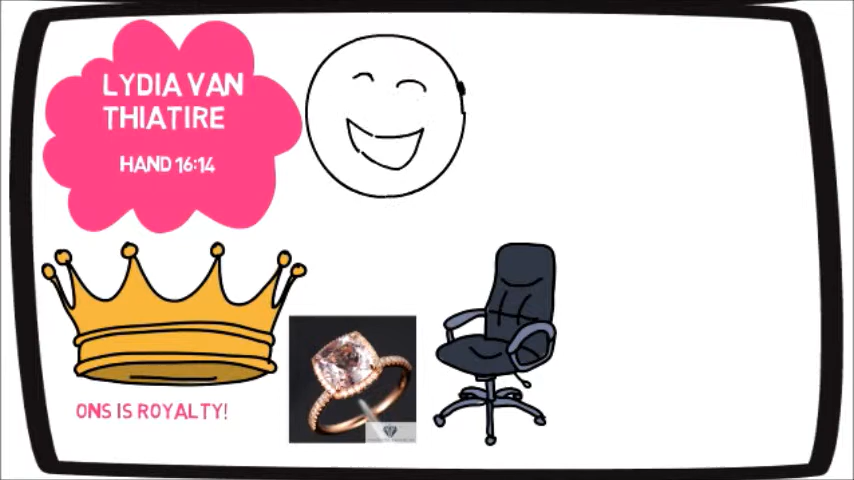 LYDIA VAN
THIATIRE
HAND 16:14
ONS IS ROYALTY!